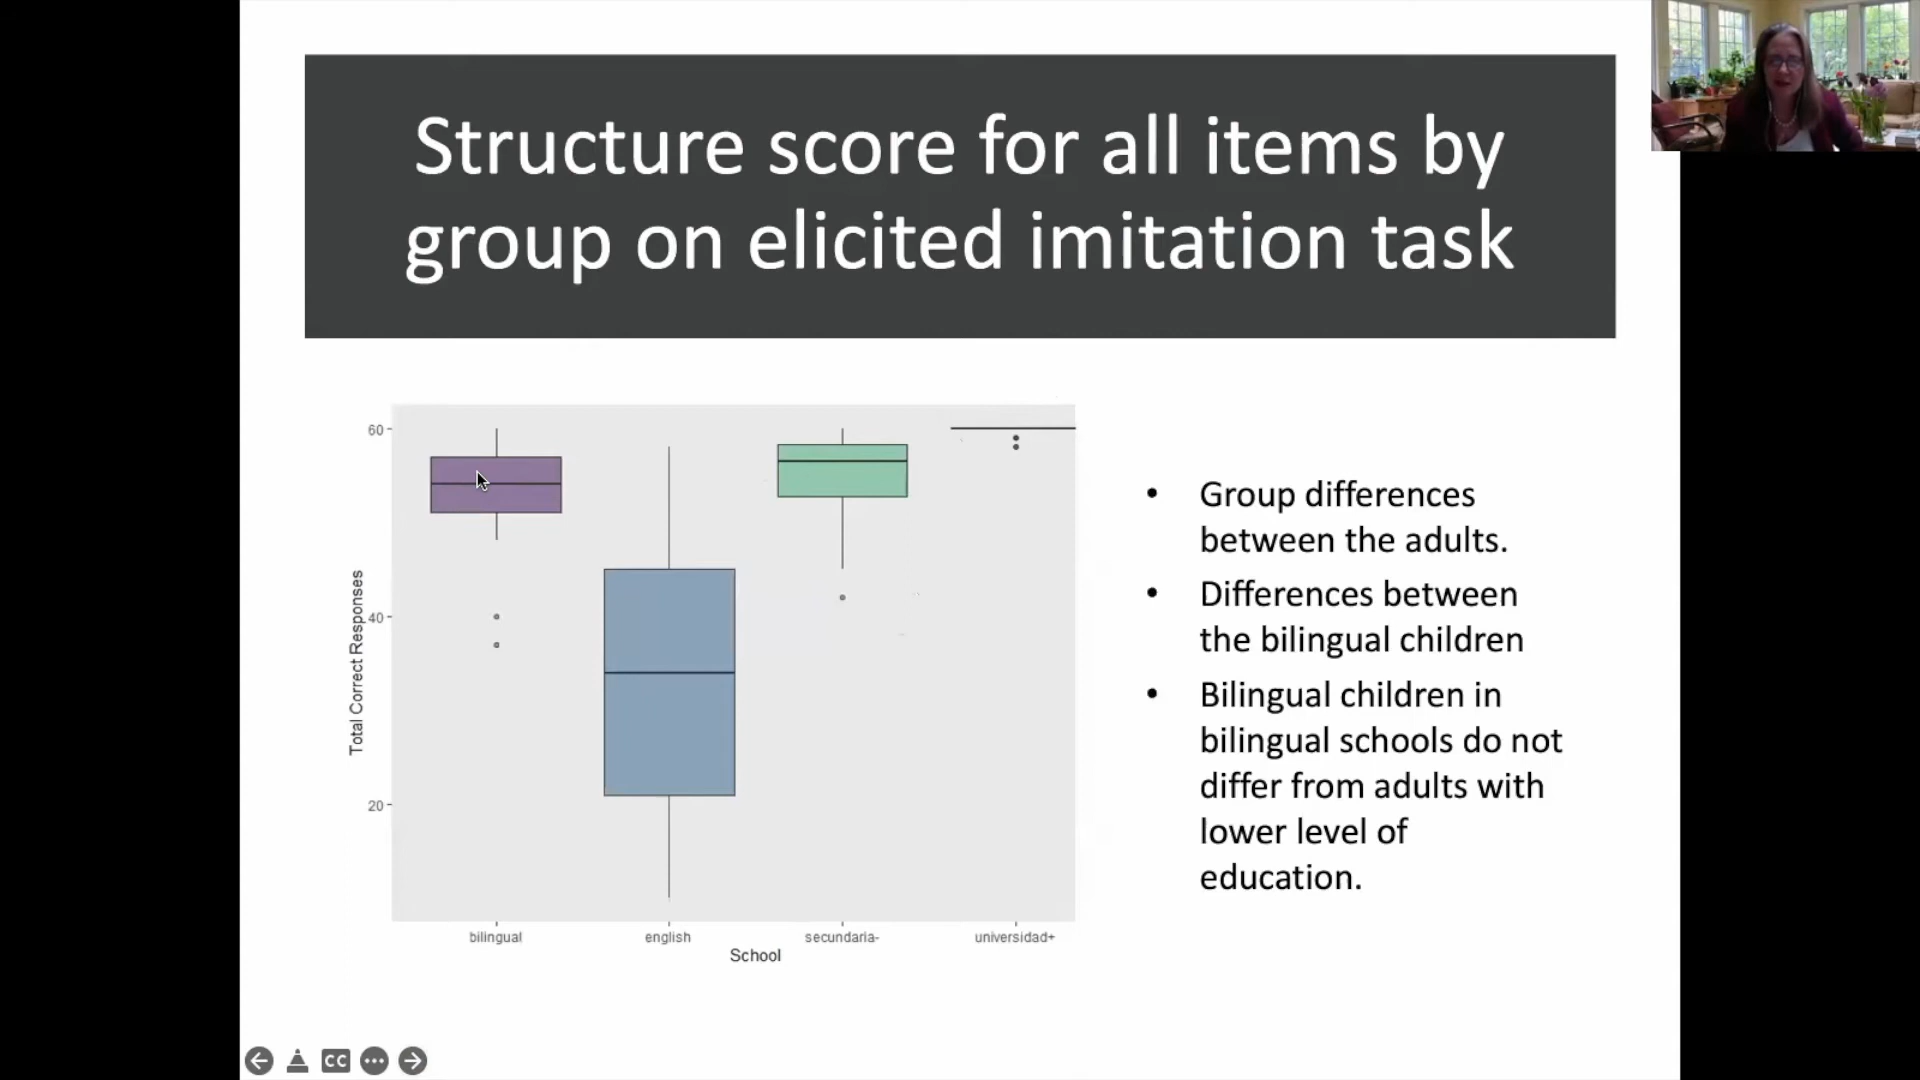 Structure score for all items by
group on elicited imitation task
60
40
20
Total Correct Responses
bilingual
english
secundaria-
universidad+
School
• Group differences
between the adults.
• Differences between
the bilingual children
• Bilingual children in
bilingual schools do not
differ from adults with
lower level of
education.
CC